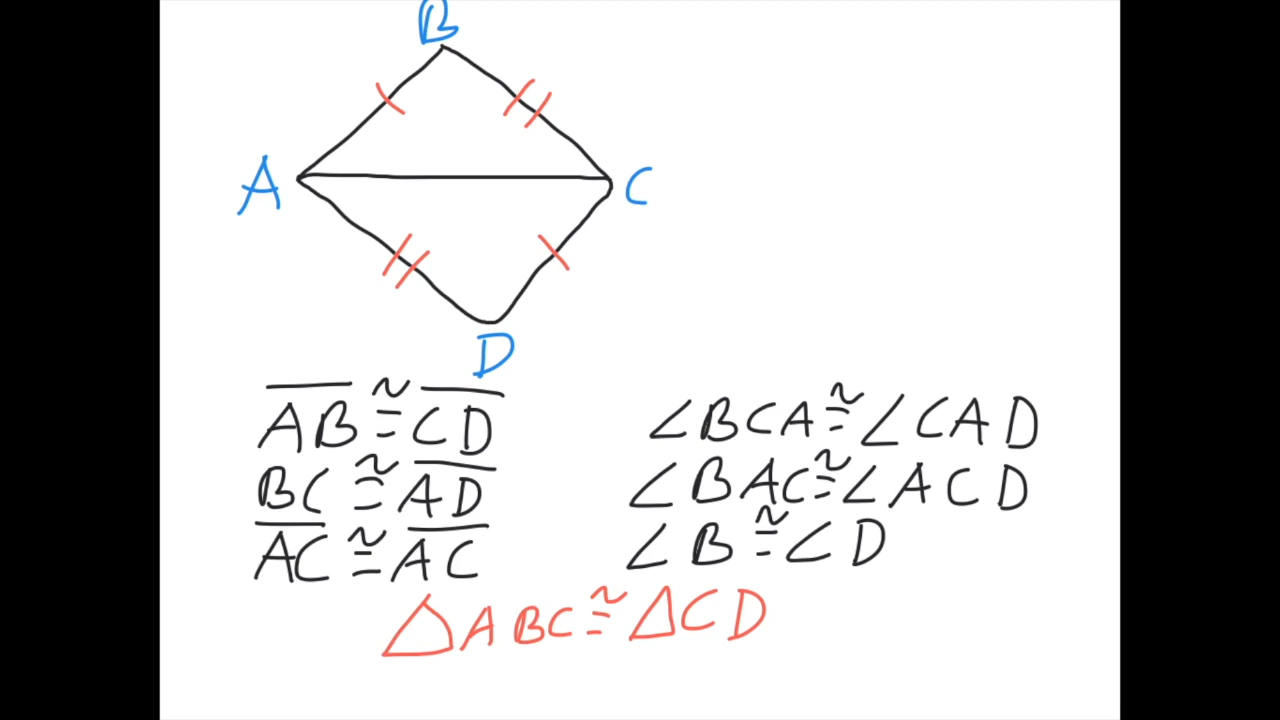 B
A
C
D
AB ≅ CD
BC ≅ AD
AC ≅ AC
∠BCA ≅ ∠CAD
∠BAC ≅ ∠ACD
∠B ≅ ∠D
△ABC ≅ △CD